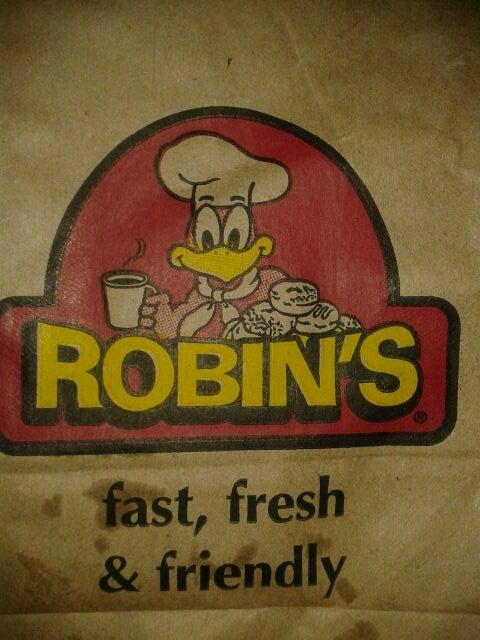 ROBIN'S®
fast, fresh
& friendly